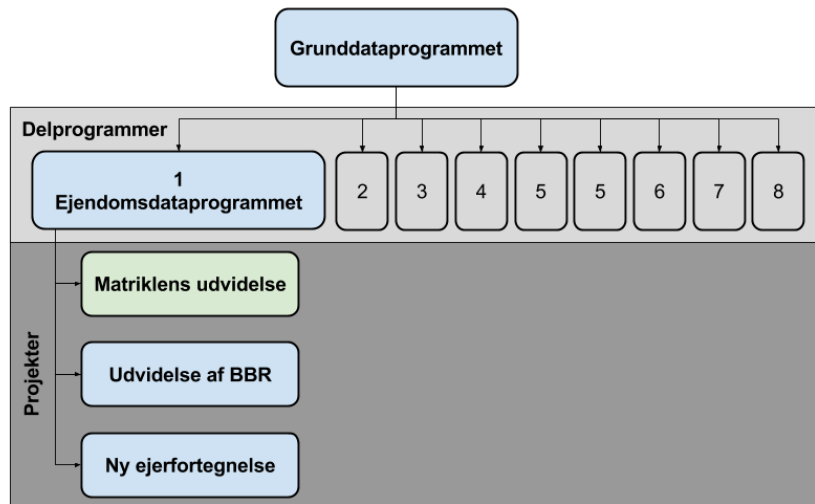 Grunddataprogrammet
Delprogrammer
1
Ejendomsdataprogrammet
2
3
4
5
5
6
7
8
Projekter
Matriklens udvidelse
Udvidelse af BBR
Ny ejerfortegnelse